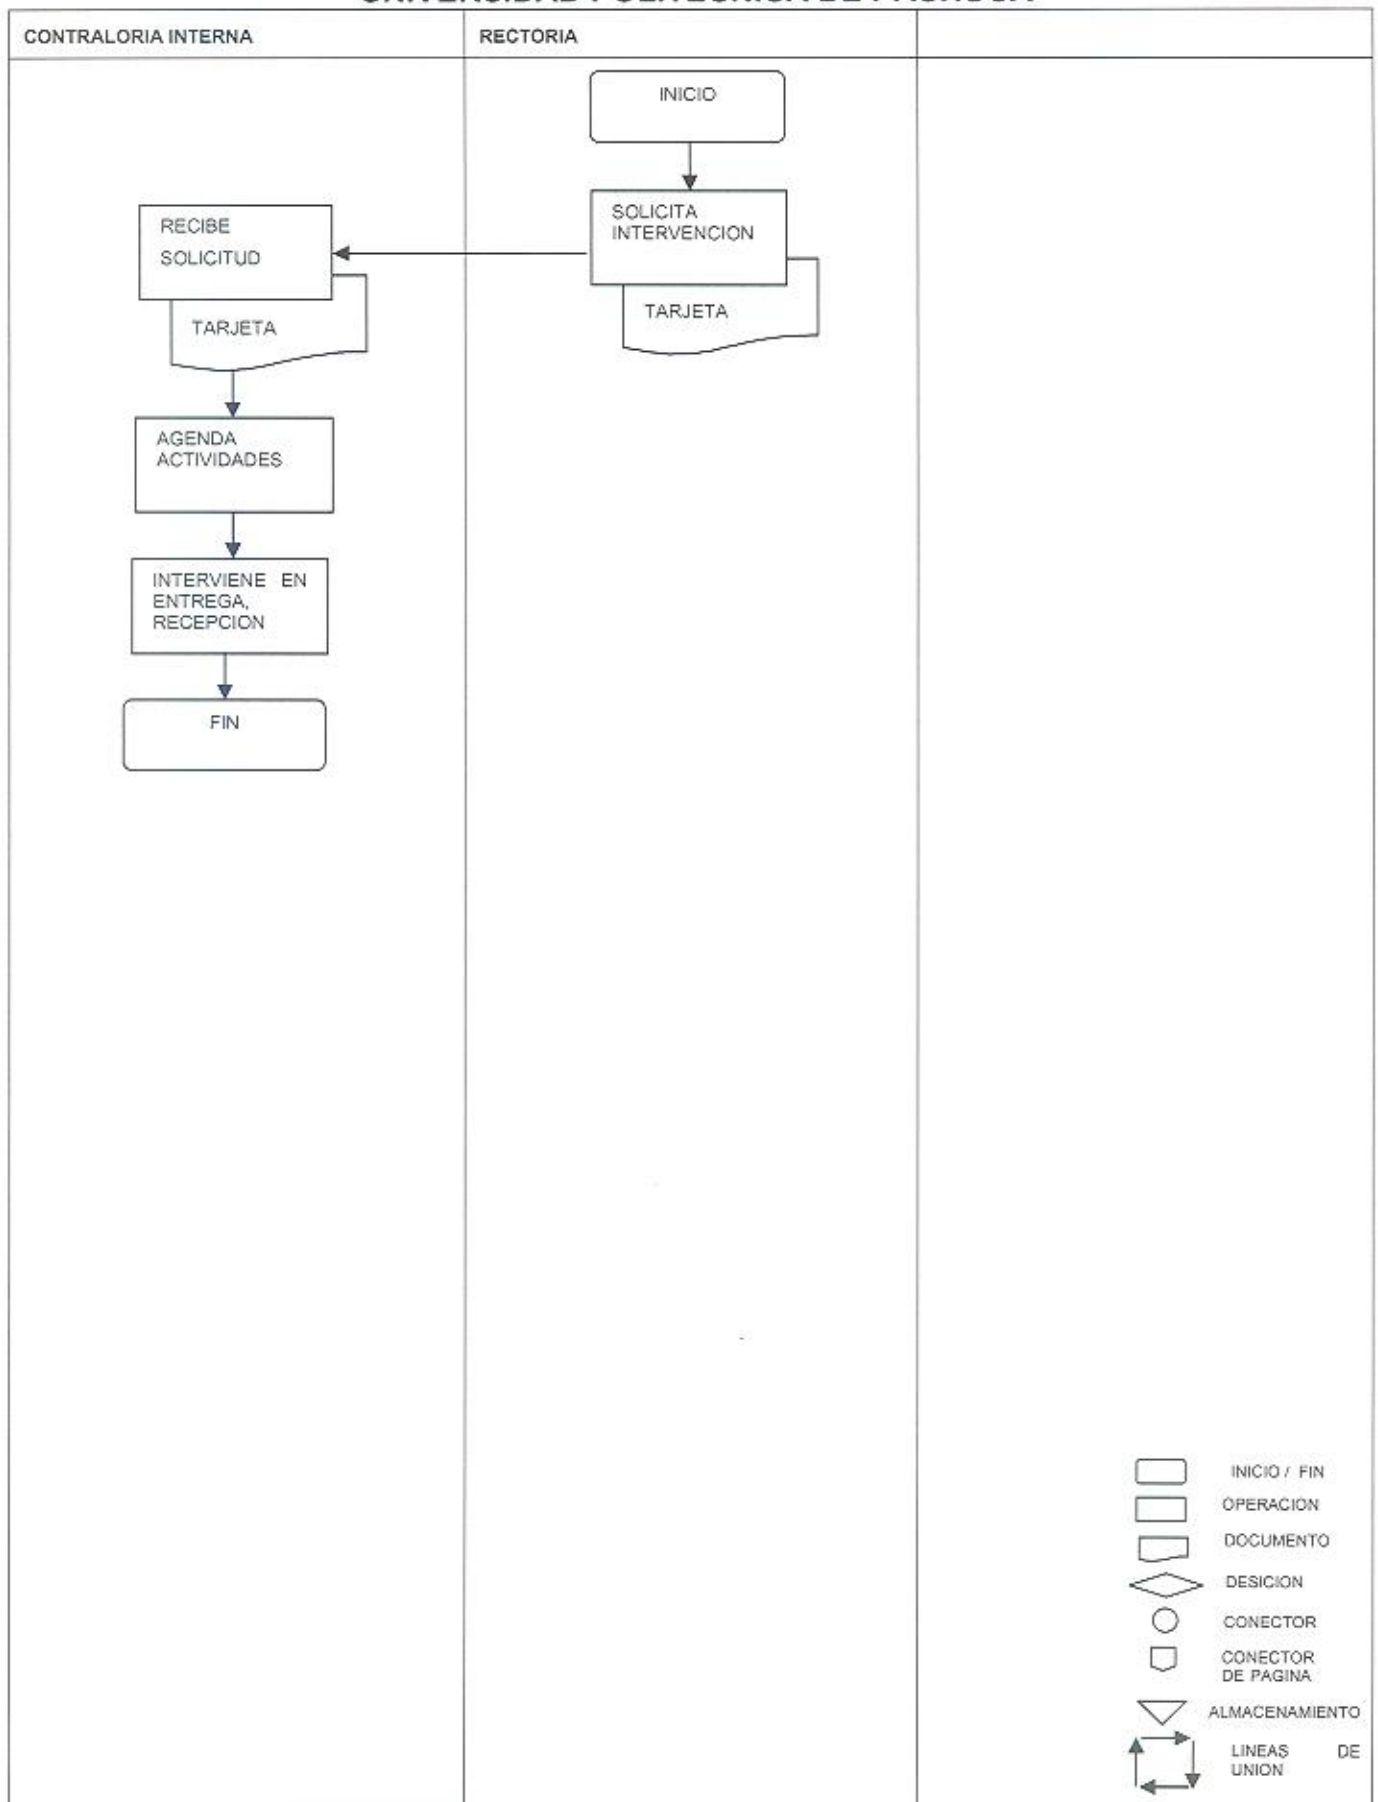 CONTRALORIA INTERNA
RECTORIA
INICIO
SOLICITA
INTERVENCION
TARJETA
RECIBE
SOLICITUD
TARJETA
AGENDA
ACTIVIDADES
INTERVIENE EN
ENTREGA,
RECEPCION
FIN
INICIO / FIN
OPERACION
DOCUMENTO
DESICION
CONECTOR
CONECTOR
DE PAGINA
ALMACENAMIENTO
LINEAS DE
UNION